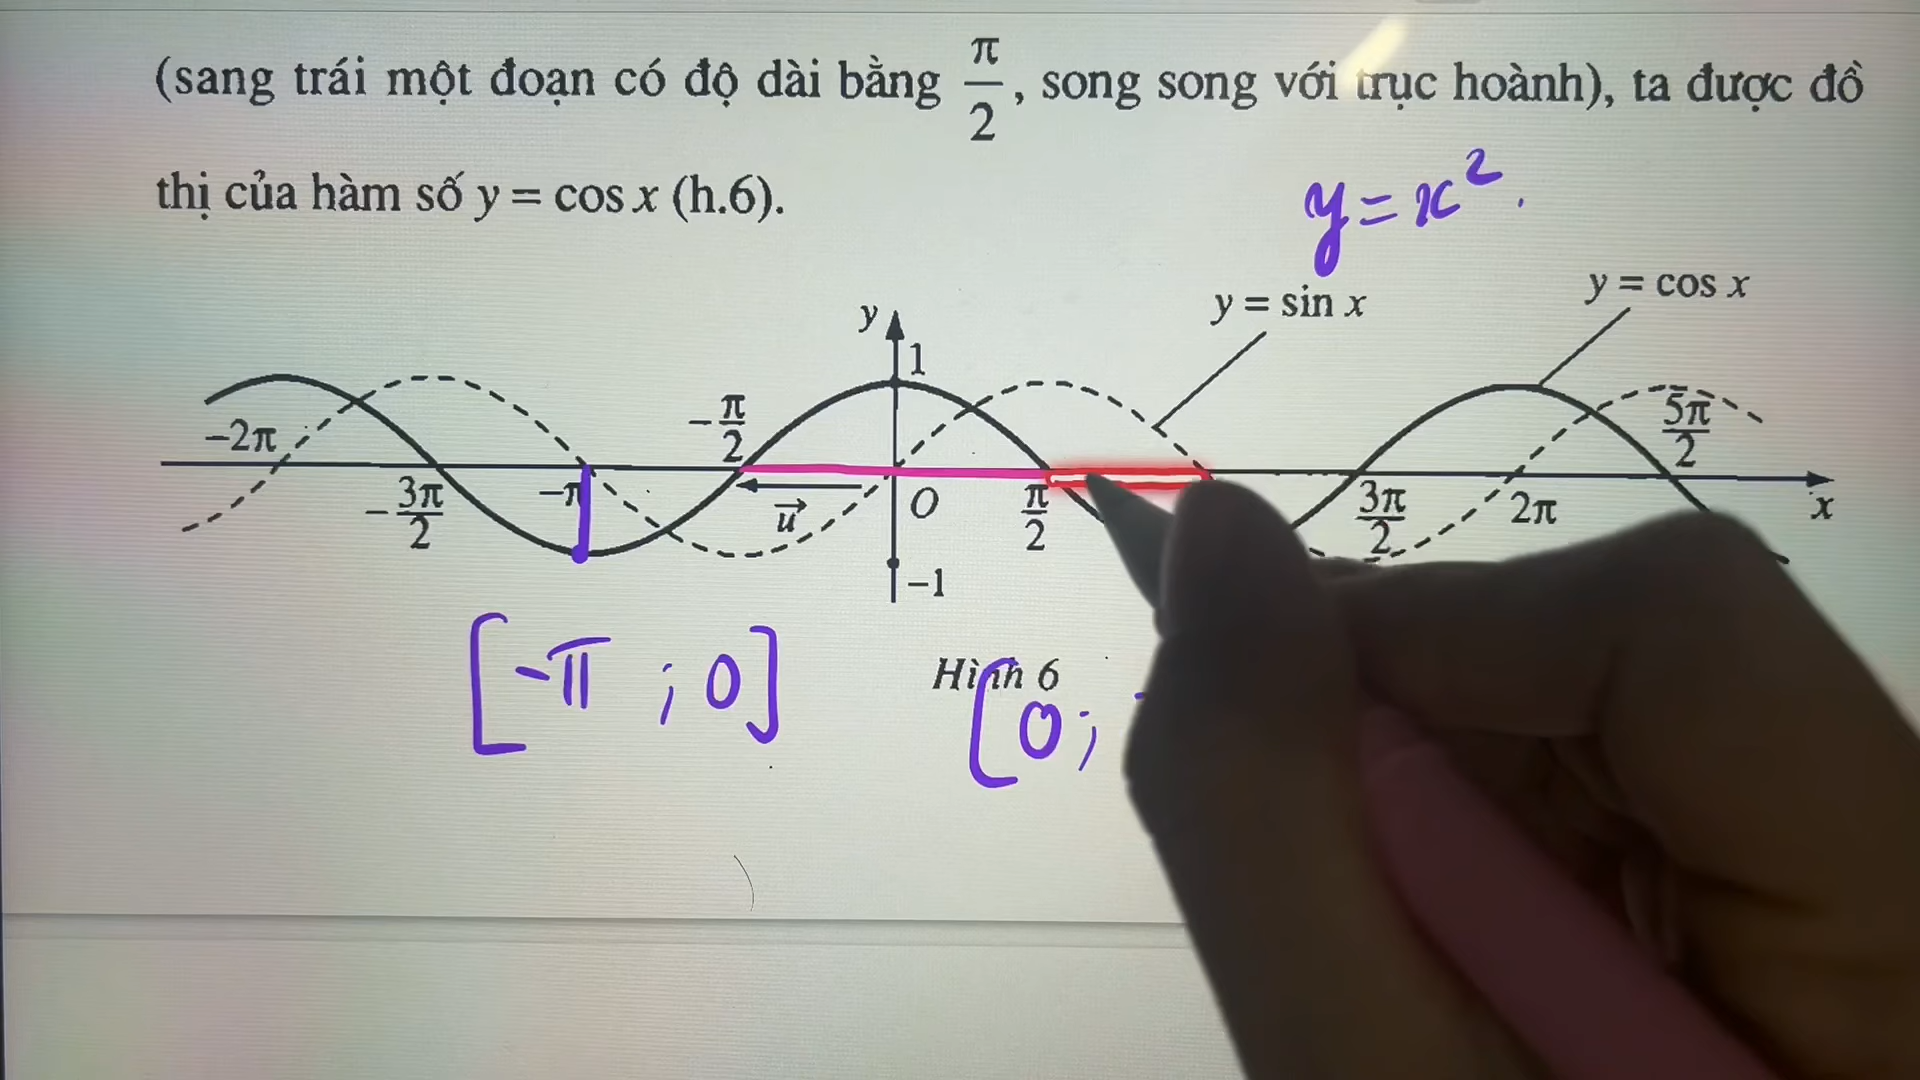 (sang trái một đoạn có độ dài bằng π/2, song song với trục hoành), ta được đồ
thị của hàm số y = cos x (h.6).
y = x².
y = sin x
y = cos x
y
1
−2π
−3π/2
−π
−π/2
u⃗
O
π/2
3π/2
2π
5π/2
x
−1
Hình 6
[-π ; 0]
[0;